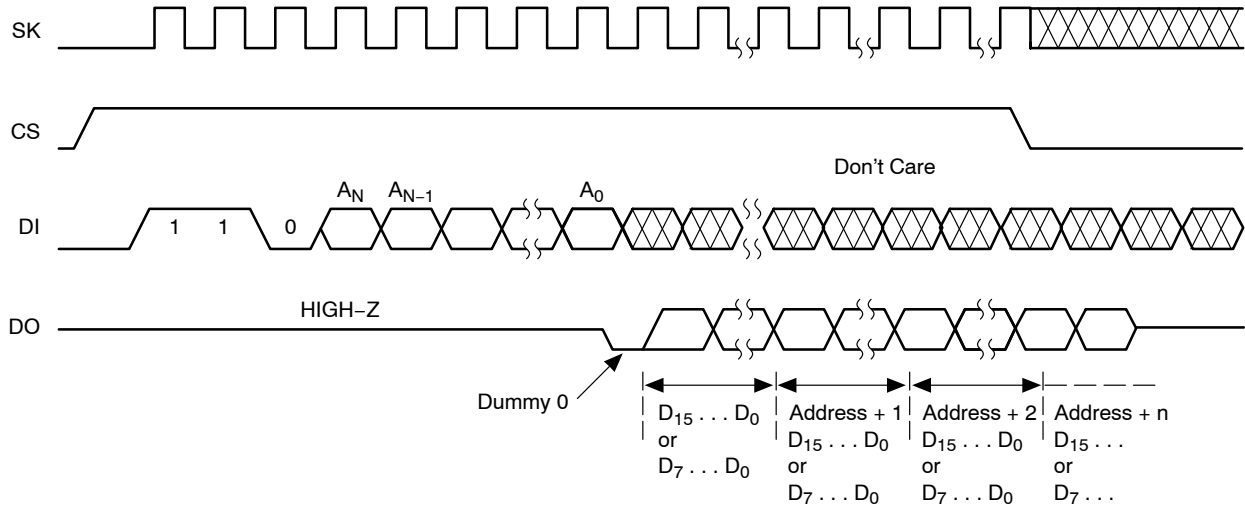 SK
CS
Don't Care
A_N A_{N−1} A_0
DI 1 1 0
HIGH−Z
DO
Dummy 0
D_15 . . . D_0
or
D_7 . . . D_0
Address + 1
D_15 . . . D_0
or
D_7 . . . D_0
Address + 2
D_15 . . . D_0
or
D_7 . . . D_0
Address + n
D_15 . . .
or
D_7 . . .